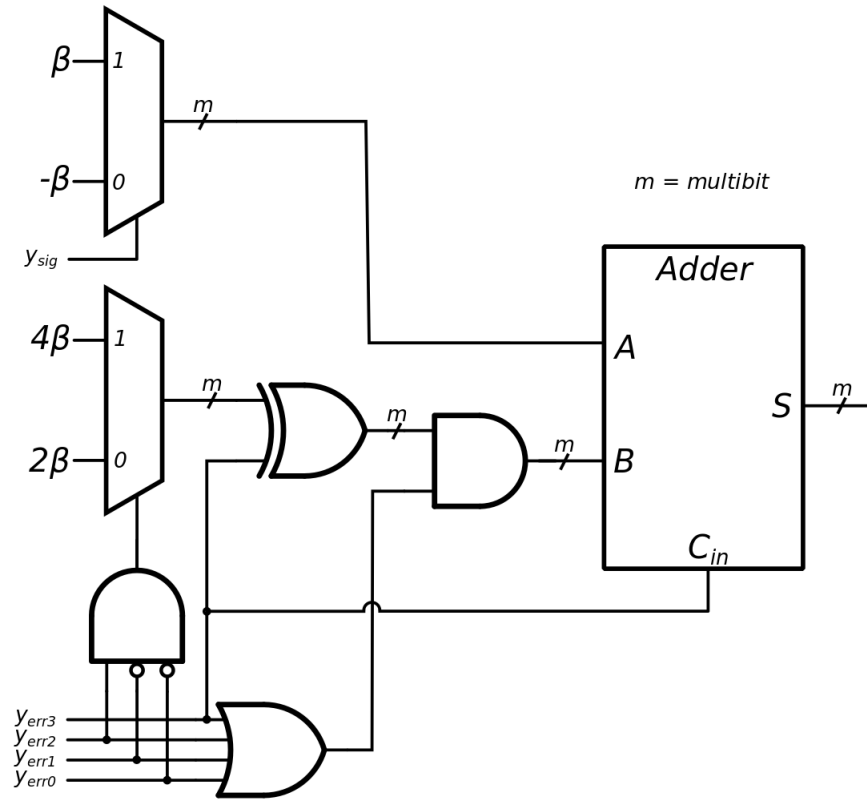 β
1
m
-β
0
m = multibit
y_sig
Adder
4β
1
A
m
m
S
m
2β
0
m
B
C_in
y_err3
y_err2
y_err1
y_err0